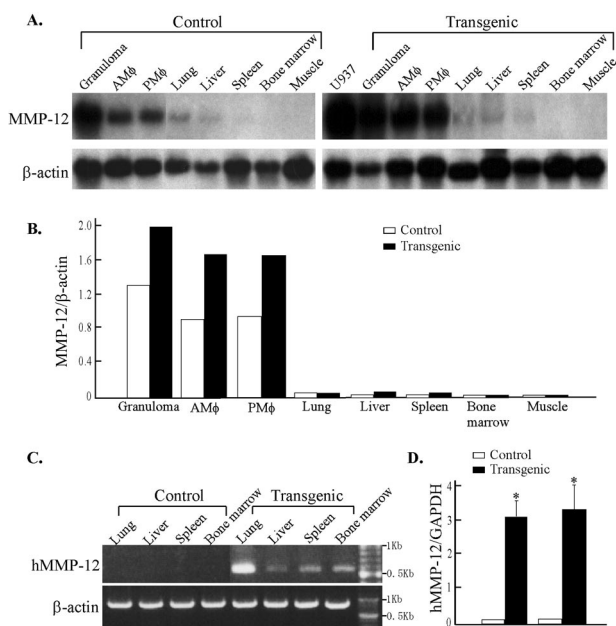 A.
Control
Transgenic
Granuloma AMϕ PMϕ Lung Liver Spleen Bone marrow Muscle U937 Granuloma AMϕ PMϕ Lung Liver Spleen Bone marrow Muscle
MMP-12
β-actin
B.
2.0
1.6
1.2
0.8
0.4
0
MMP-12/β-actin
Control
Transgenic
Granuloma AMϕ PMϕ Lung Liver Spleen Bone marrow Muscle
C.
Control Transgenic
Lung Liver Spleen Bone marrow Lung Liver Spleen Bone marrow
hMMP-12
1Kb
0.5Kb
β-actin
1Kb
0.5Kb
D.
Control
Transgenic
hMMP-12/GAPDH
4
3
2
1
0
* *